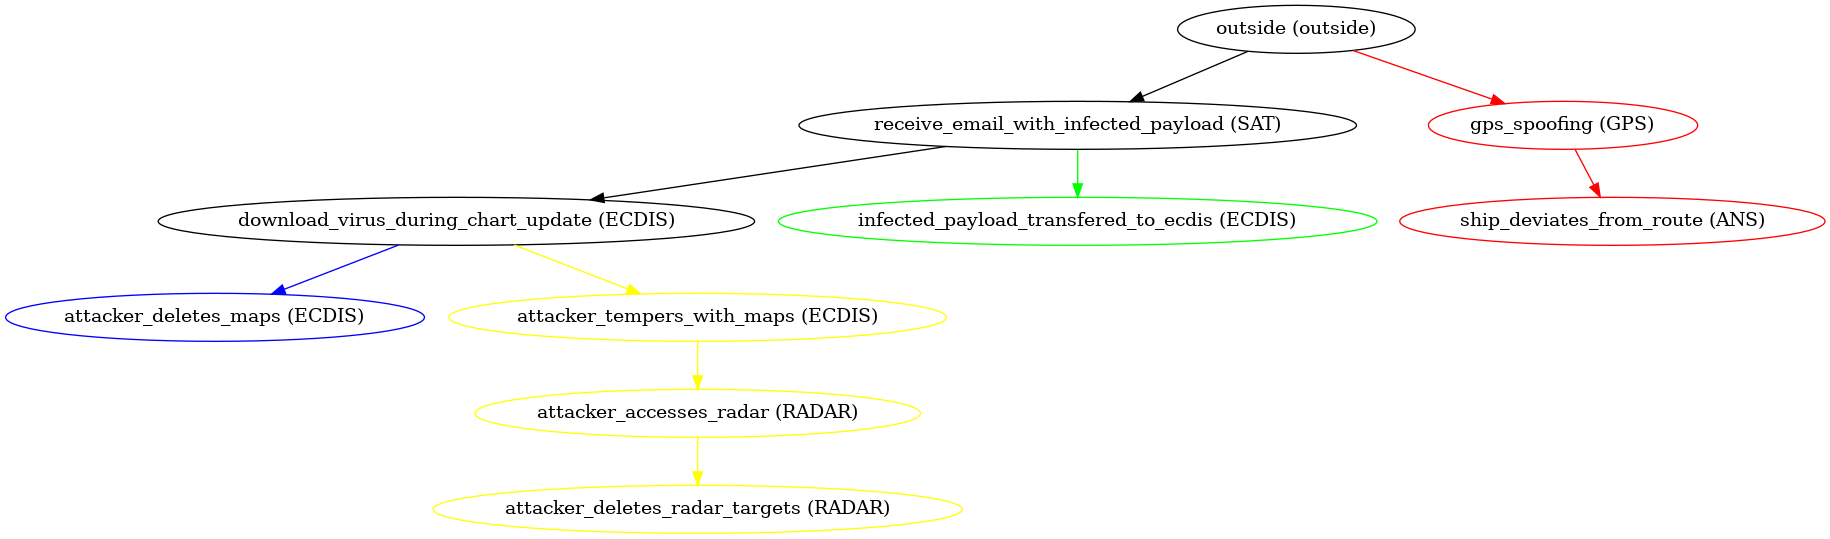 outside (outside)
receive_email_with_infected_payload (SAT)
gps_spoofing (GPS)
download_virus_during_chart_update (ECDIS)
infected_payload_transfered_to_ecdis (ECDIS)
ship_deviates_from_route (ANS)
attacker_deletes_maps (ECDIS)
attacker_tempers_with_maps (ECDIS)
attacker_accesses_radar (RADAR)
attacker_deletes_radar_targets (RADAR)